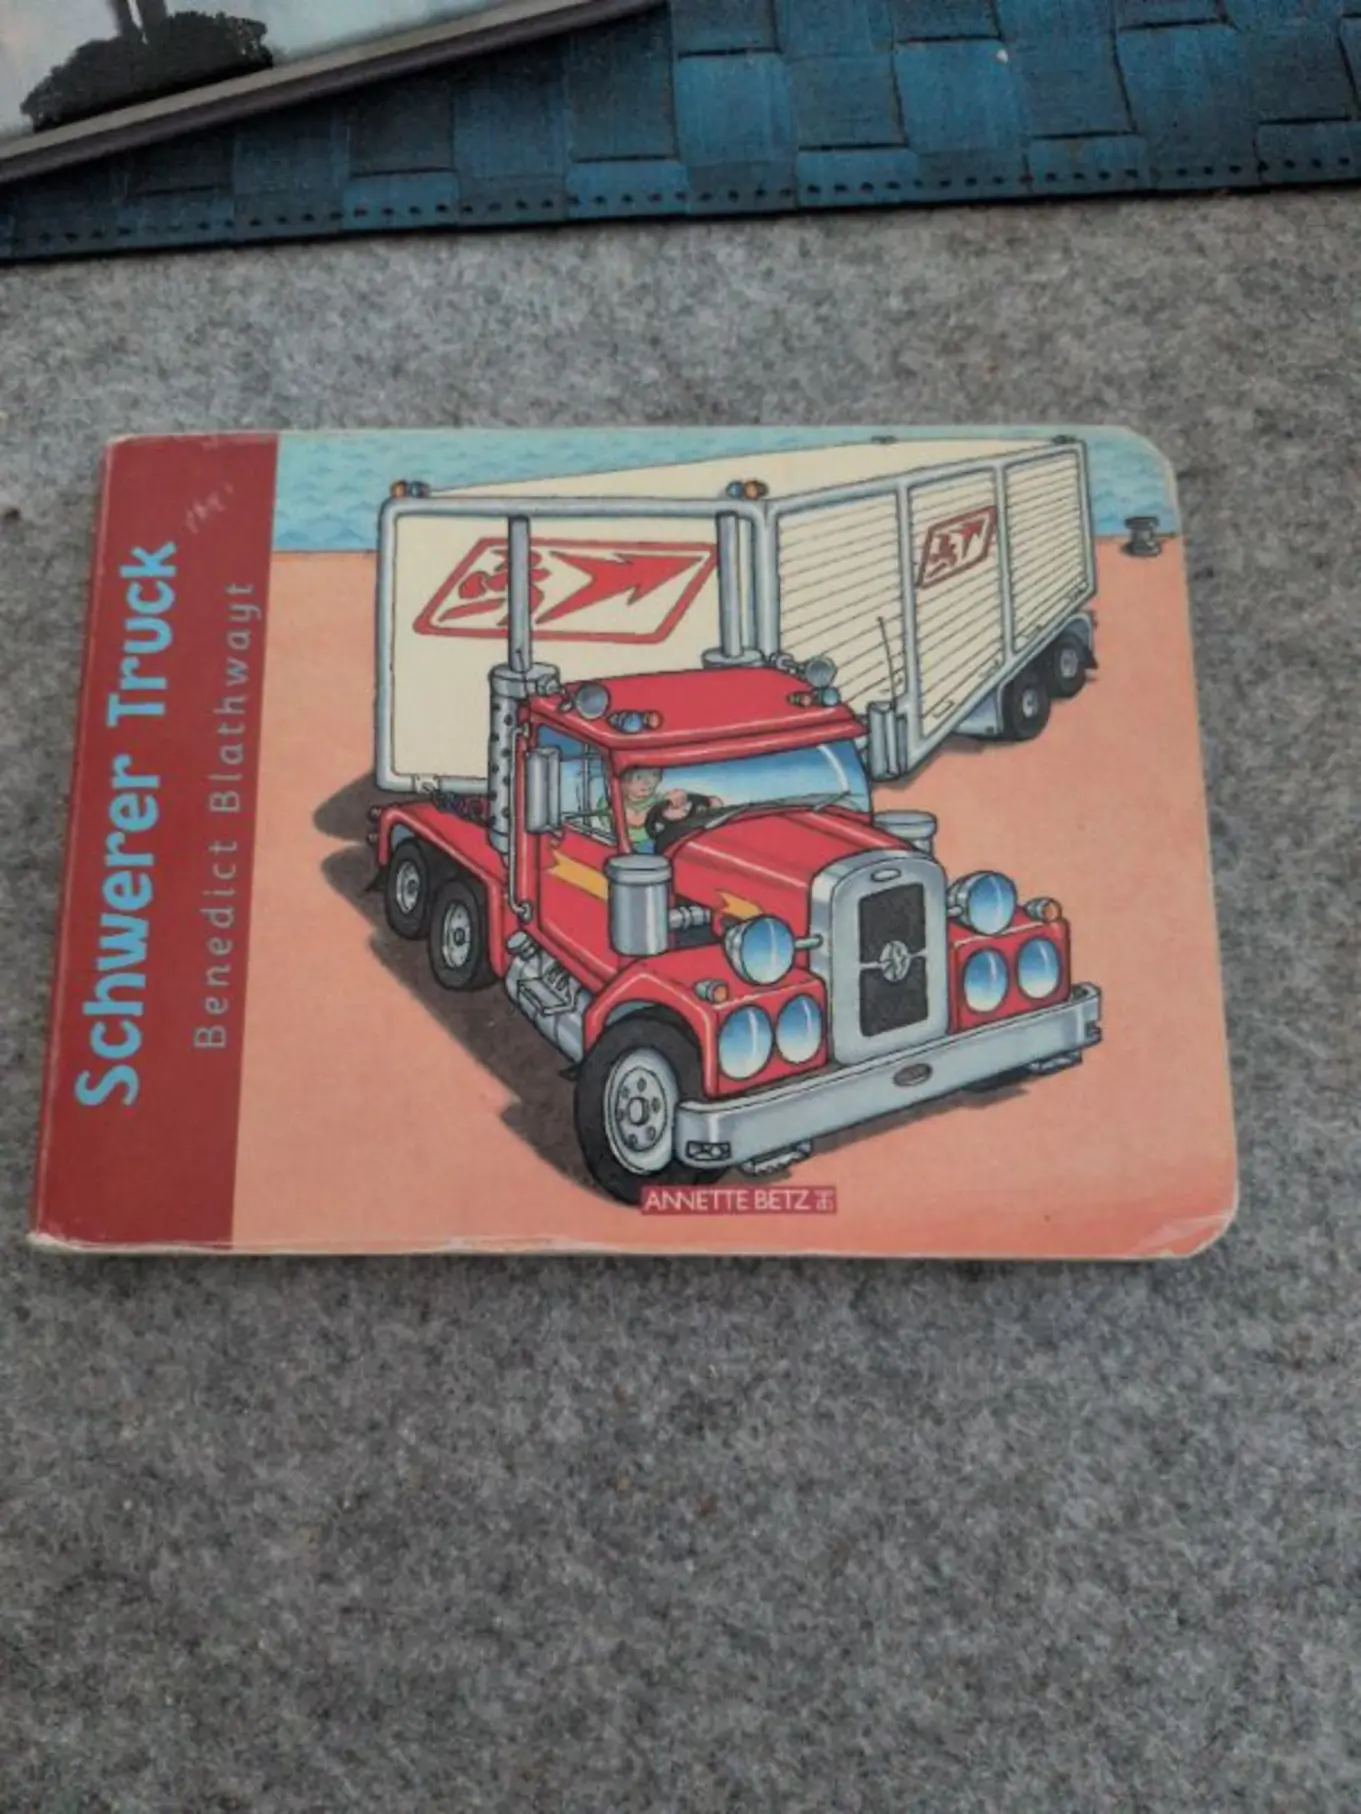 Schwerer Truck
Benedict Blathwayt
ANNETTE BETZ